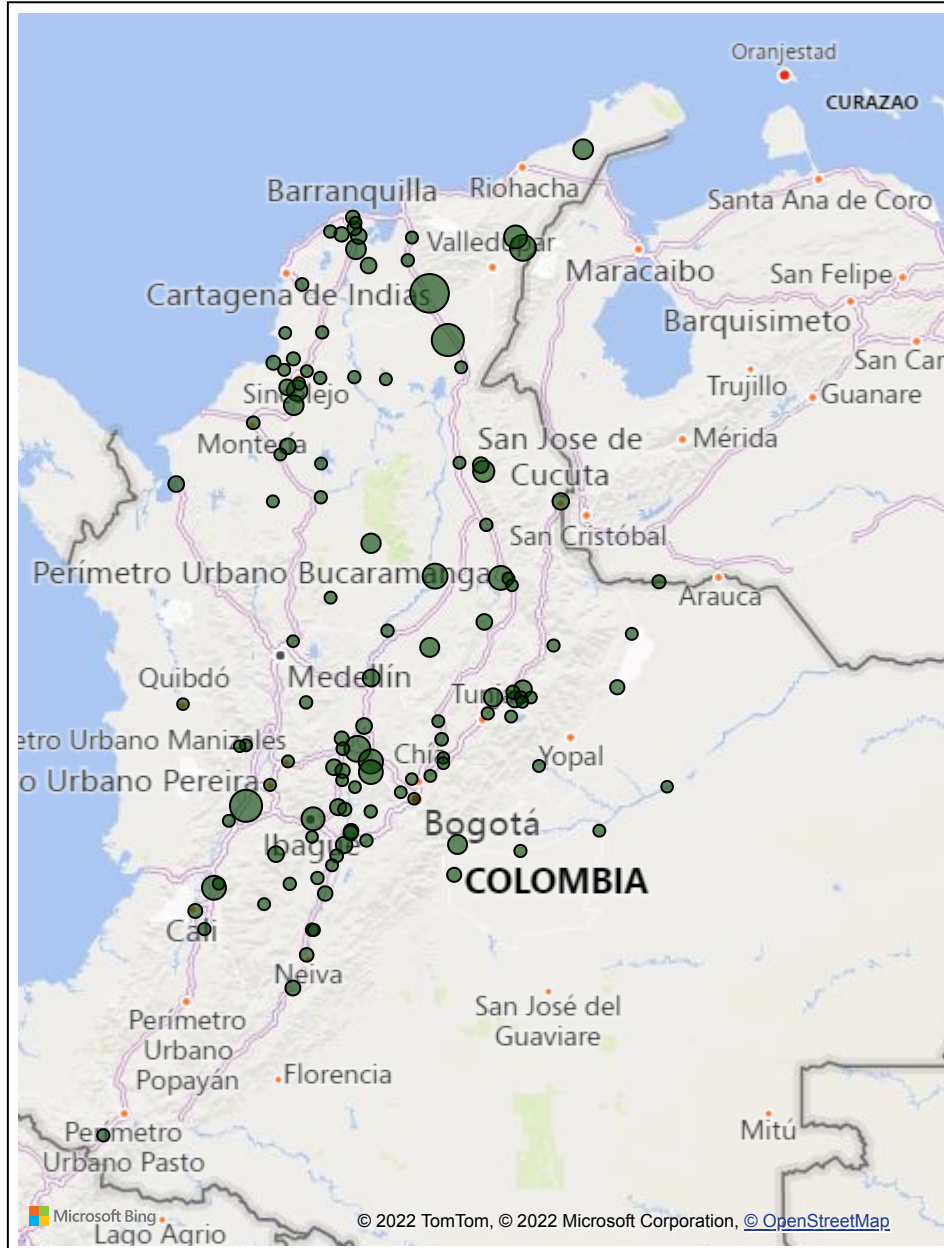 Oranjestad
CURAZAO
Barranquilla
Riohacha
Santa Ana de Coro
Valledupar
Maracaibo
San Felipe
Cartagena de Indias
Barquisimeto
San Car
Trujillo
Guanare
Sincelejo
Montería
San Jose de
Cucuta
Mérida
San Cristóbal
Perímetro Urbano Bucaramanga
Arauca
Quibdó
Medellín
Tunja
etro Urbano Manizales
Chía
Yopal
o Urbano Pereira
Bogotá
Ibagué
COLOMBIA
Cali
Neiva
San José del
Guaviare
Perímetro
Urbano
Popayán
Florencia
Mitú
Perímetro
Urbano Pasto
Microsoft Bing
Lago Agrio
© 2022 TomTom, © 2022 Microsoft Corporation, © OpenStreetMap